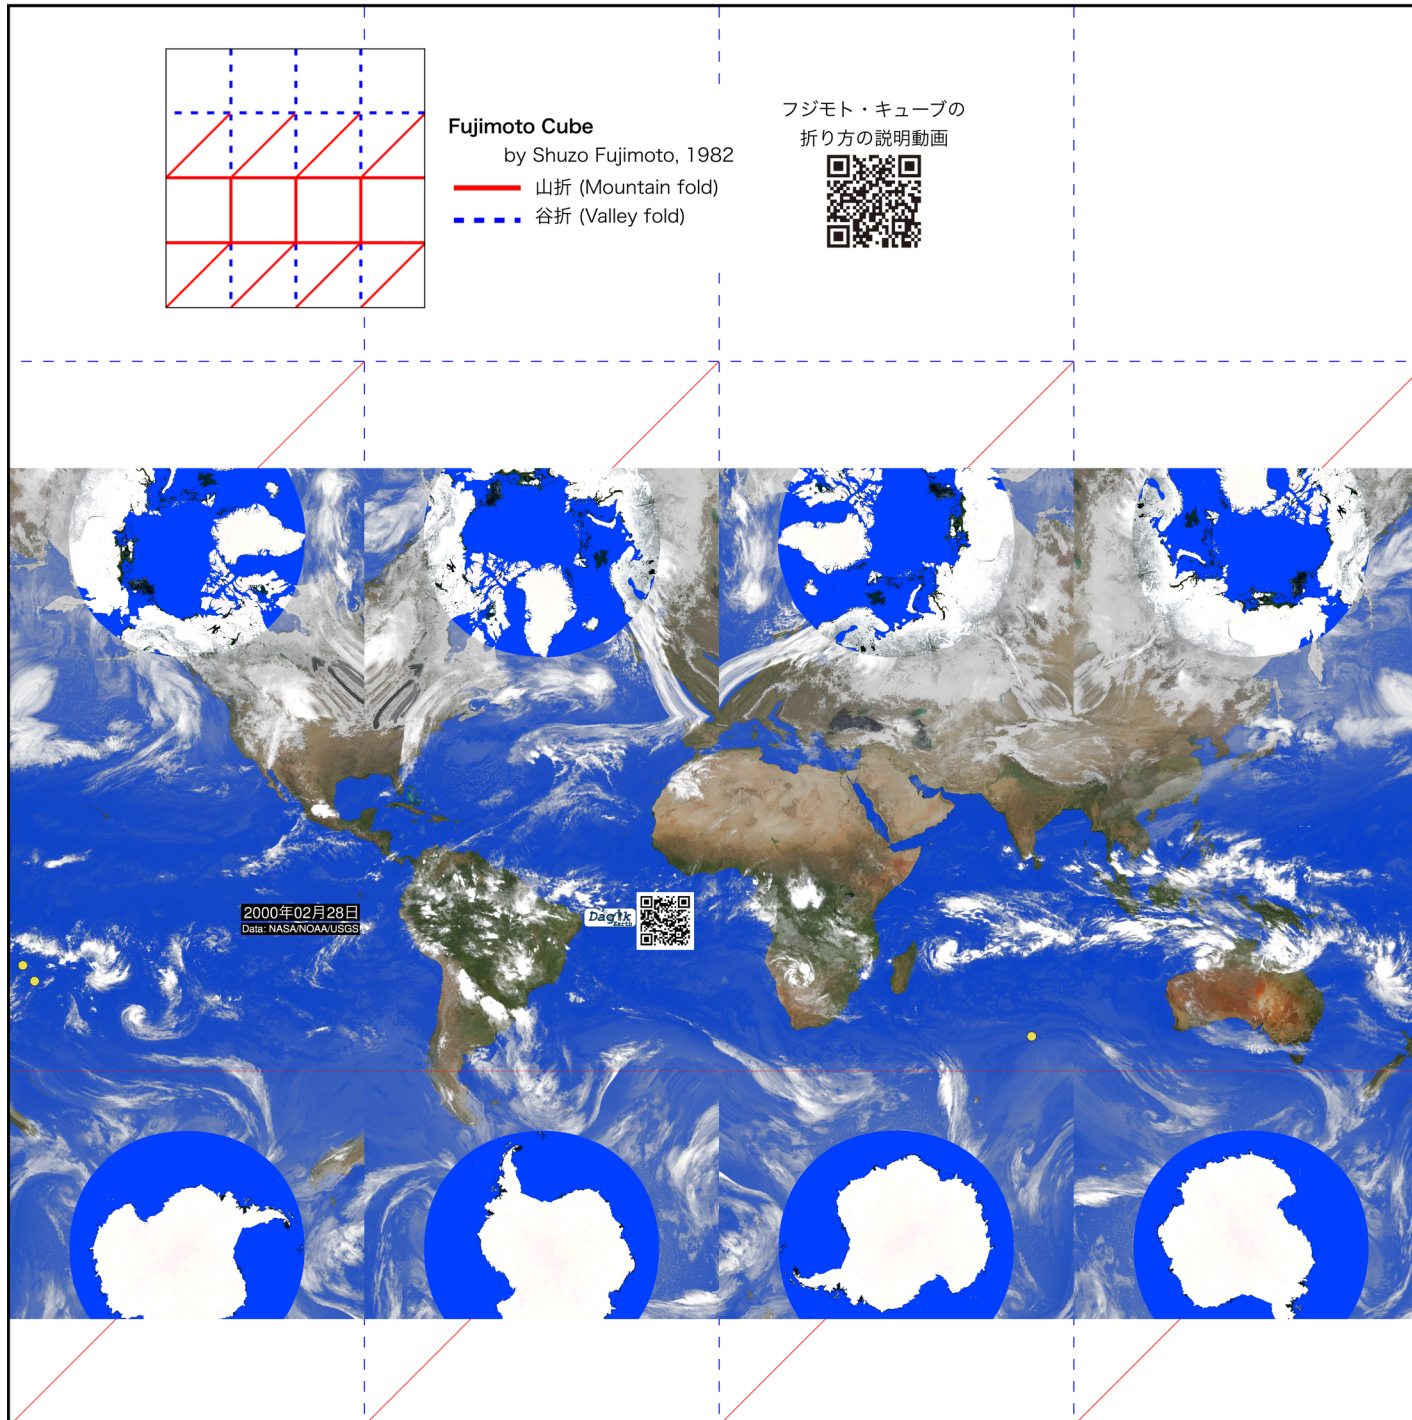 Fujimoto Cube
by Shuzo Fujimoto, 1982
山折 (Mountain fold)
谷折 (Valley fold)
フジモト・キューブの
折り方の説明動画
2000年02月28日
Data: NASA/NOAA/USGS
Dagik
Earth